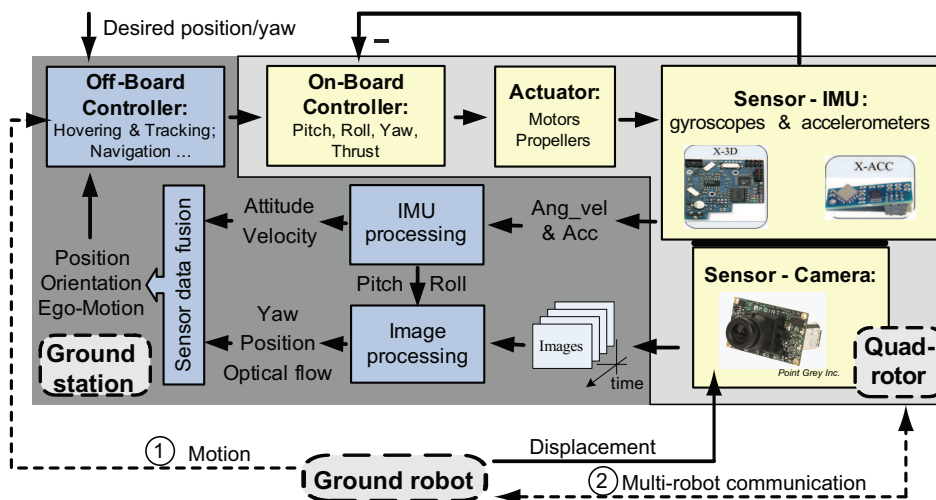 Desired position/yaw
–
Off-Board
Controller:
Hovering & Tracking;
Navigation ...
On-Board
Controller:
Pitch, Roll, Yaw,
Thrust
Actuator:
Motors
Propellers
Sensor - IMU:
gyroscopes & accelerometers
X-3D
X-ACC
Sensor data fusion
Attitude
Velocity
IMU
processing
Ang_vel
& Acc
Position
Orientation
Ego-Motion
Pitch Roll
Sensor - Camera:
POINT
Point Grey Inc.
Yaw
Position
Optical flow
Image
processing
Images
time
Ground
station
Quad-
rotor
1 Motion
Displacement
Ground robot
2 Multi-robot communication